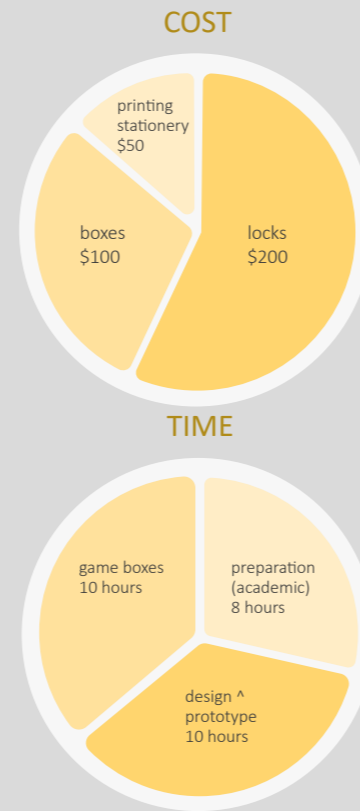 COST
printing
stationery
$50
boxes
$100
locks
$200
TIME
game boxes
10 hours
preparation
(academic)
8 hours
design ^
prototype
10 hours